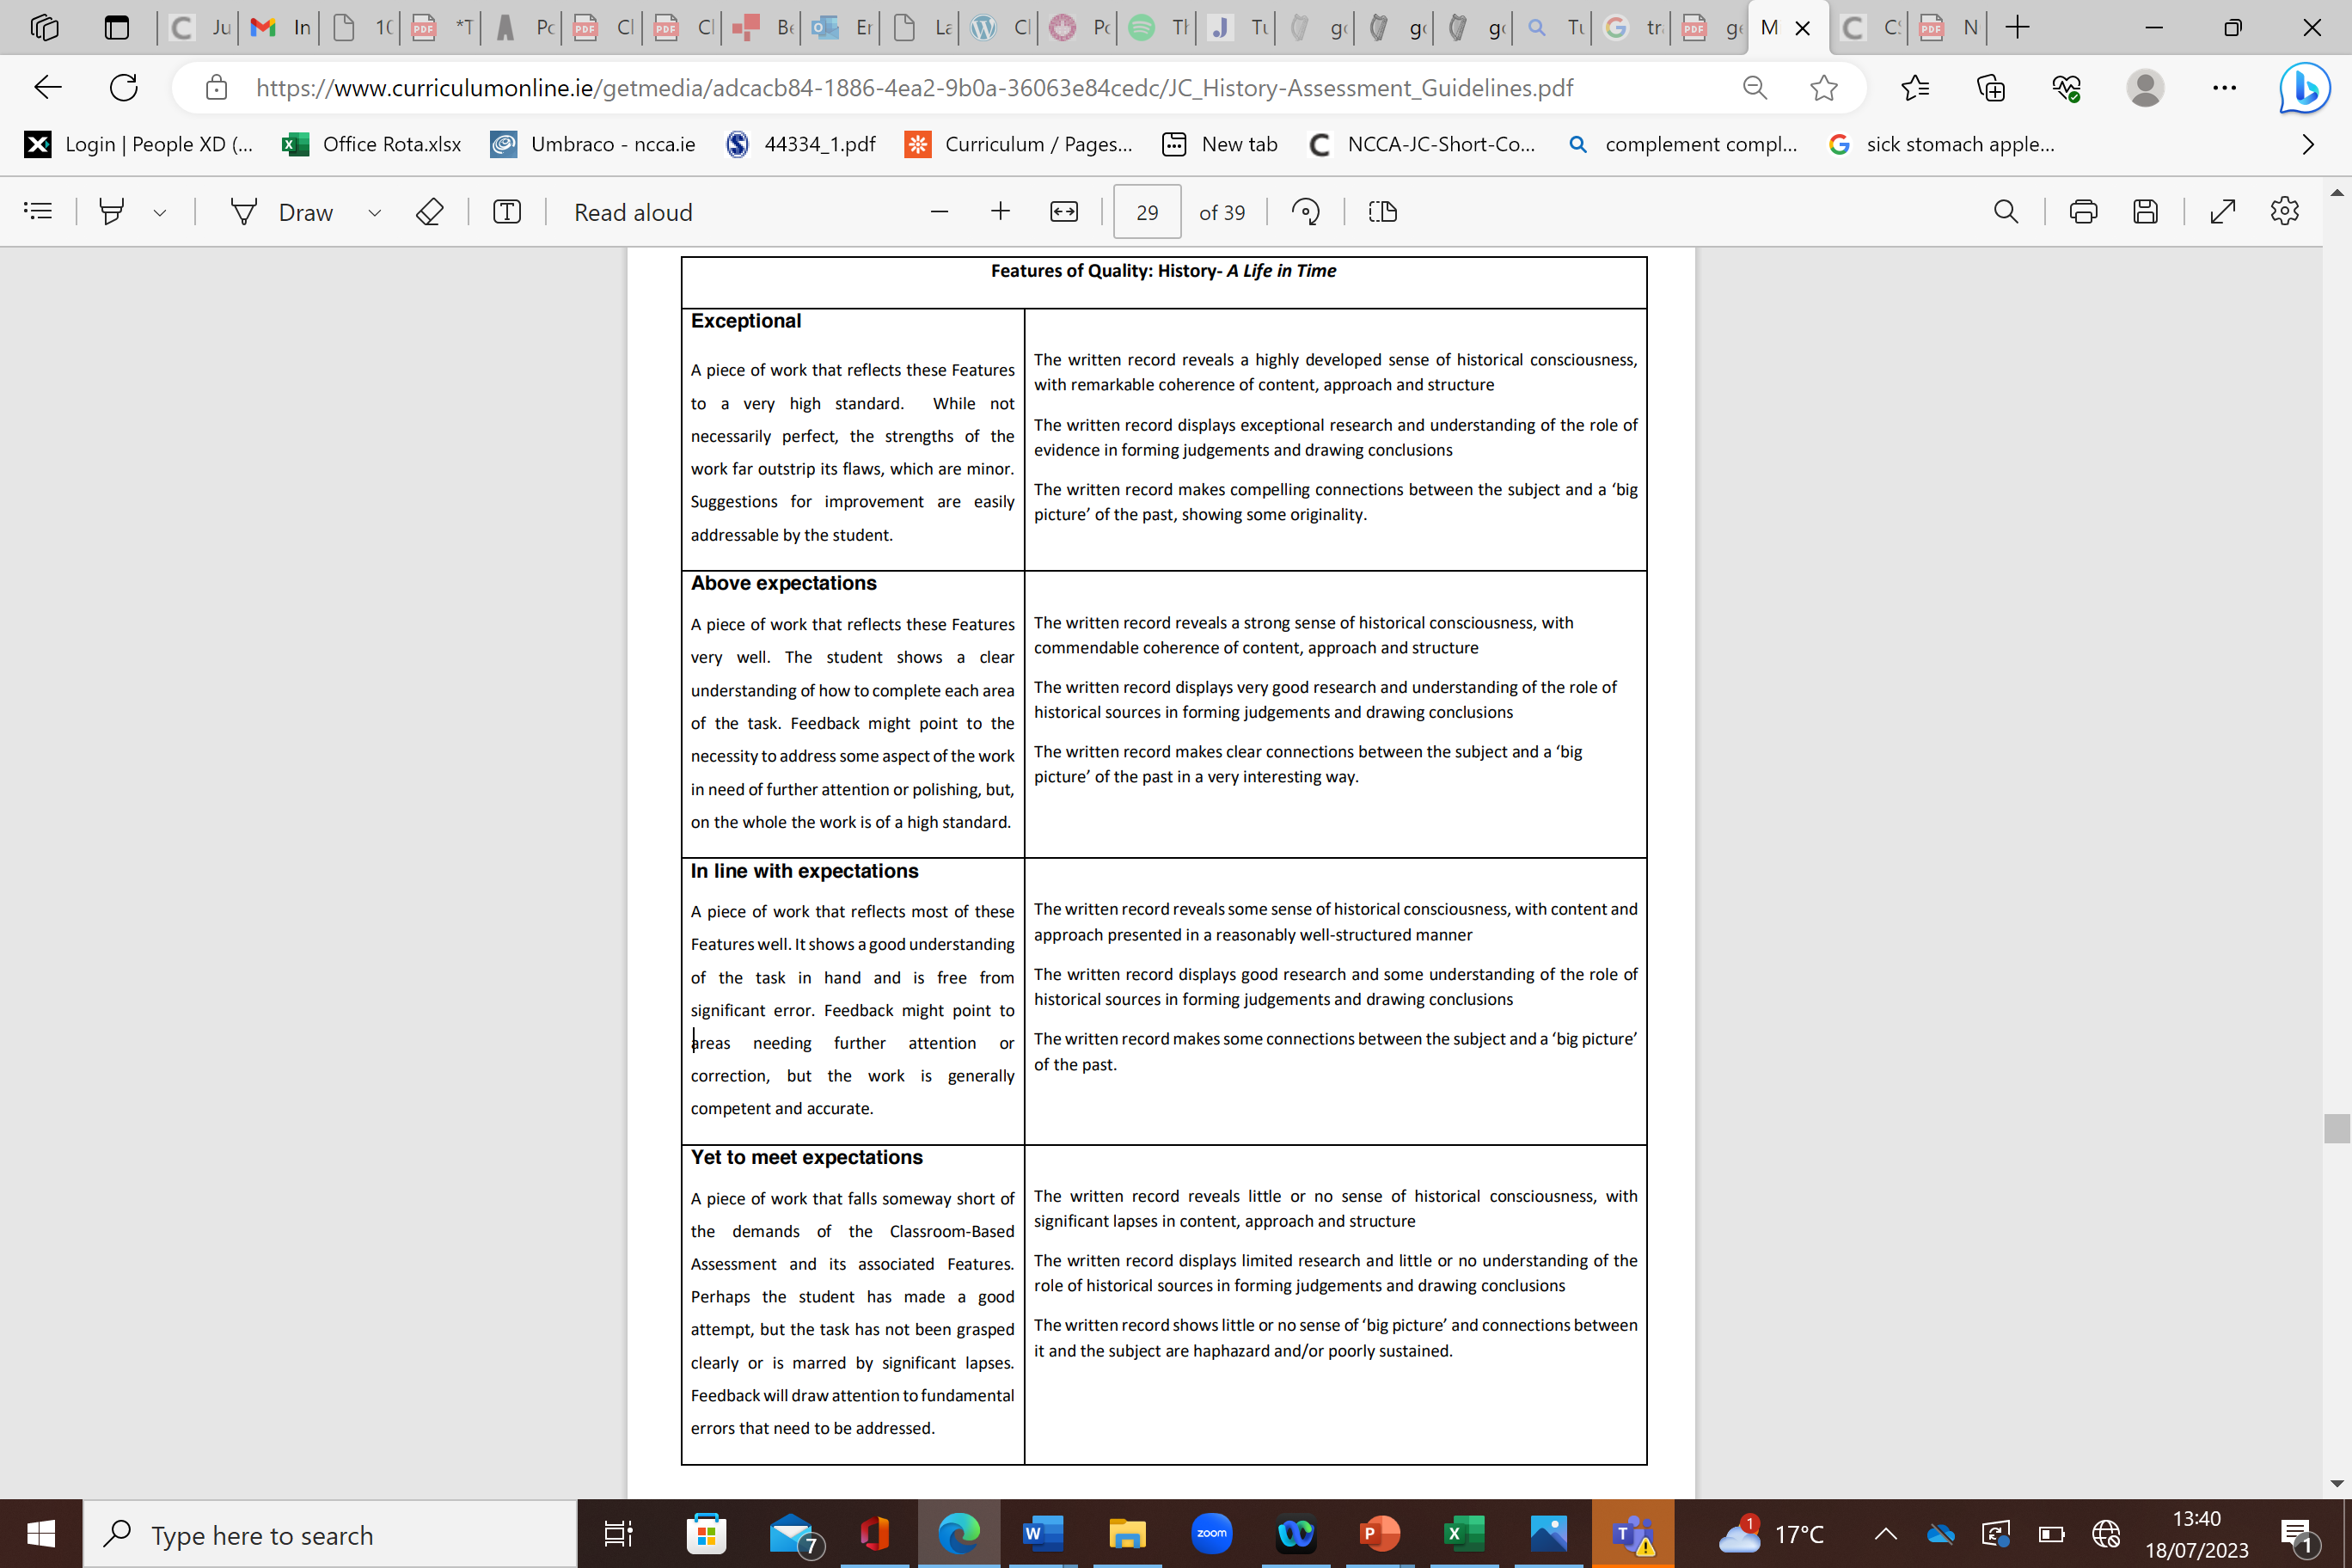 Ju
In
10
*T
Pc
Cl
Cl
Be
Er
La
Cl
Pc
Th
Tu
gc
gc
gc
Tu
tr
ge
M
C
N
https://www.curriculumonline.ie/getmedia/adcacb84-1886-4ea2-9b0a-36063e84cedc/JC_History-Assessment_Guidelines.pdf
Login | People XD (...
Office Rota.xlsx
Umbraco - ncca.ie
44334_1.pdf
Curriculum / Pages...
New tab
NCCA-JC-Short-Co...
complement compl...
sick stomach apple...
Draw
Read aloud
29 of 39
Features of Quality: History- A Life in Time
Exceptional
A piece of work that reflects these Features
to a very high standard. While not
necessarily perfect, the strengths of the
work far outstrip its flaws, which are minor.
Suggestions for improvement are easily
addressable by the student.
The written record reveals a highly developed sense of historical consciousness,
with remarkable coherence of content, approach and structure
The written record displays exceptional research and understanding of the role of
evidence in forming judgements and drawing conclusions
The written record makes compelling connections between the subject and a ‘big
picture’ of the past, showing some originality.
Above expectations
A piece of work that reflects these Features
very well. The student shows a clear
understanding of how to complete each area
of the task. Feedback might point to the
necessity to address some aspect of the work
in need of further attention or polishing, but,
on the whole the work is of a high standard.
The written record reveals a strong sense of historical consciousness, with
commendable coherence of content, approach and structure
The written record displays very good research and understanding of the role of
historical sources in forming judgements and drawing conclusions
The written record makes clear connections between the subject and a ‘big
picture’ of the past in a very interesting way.
In line with expectations
A piece of work that reflects most of these
Features well. It shows a good understanding
of the task in hand and is free from
significant error. Feedback might point to
areas needing further attention or
correction, but the work is generally
competent and accurate.
The written record reveals some sense of historical consciousness, with content and
approach presented in a reasonably well-structured manner
The written record displays good research and some understanding of the role of
historical sources in forming judgements and drawing conclusions
The written record makes some connections between the subject and a ‘big picture’
of the past.
Yet to meet expectations
A piece of work that falls someway short of
the demands of the Classroom-Based
Assessment and its associated Features.
Perhaps the student has made a good
attempt, but the task has not been grasped
clearly or is marred by significant lapses.
Feedback will draw attention to fundamental
errors that need to be addressed.
The written record reveals little or no sense of historical consciousness, with
significant lapses in content, approach and structure
The written record displays limited research and little or no understanding of the
role of historical sources in forming judgements and drawing conclusions
The written record shows little or no sense of ‘big picture’ and connections between
it and the subject are haphazard and/or poorly sustained.
Type here to search
7
zoom
1
17°C
13:40
18/07/2023
1